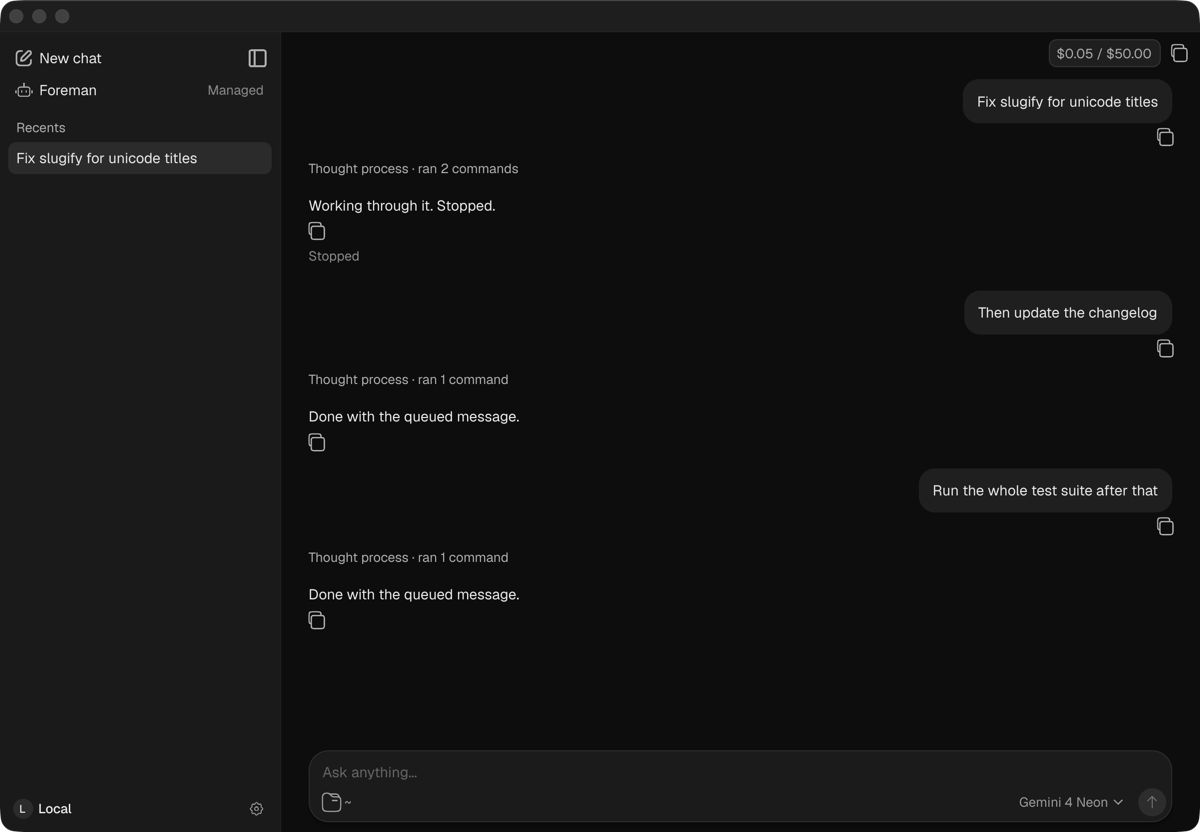 New chat
Foreman
Managed
Recents
Fix slugify for unicode titles
L
Local
$0.05 / $50.00
Fix slugify for unicode titles
Thought process · ran 2 commands
Working through it. Stopped.
Stopped
Then update the changelog
Thought process · ran 1 command
Done with the queued message.
Run the whole test suite after that
Thought process · ran 1 command
Done with the queued message.
Ask anything...
~
Gemini 4 Neon